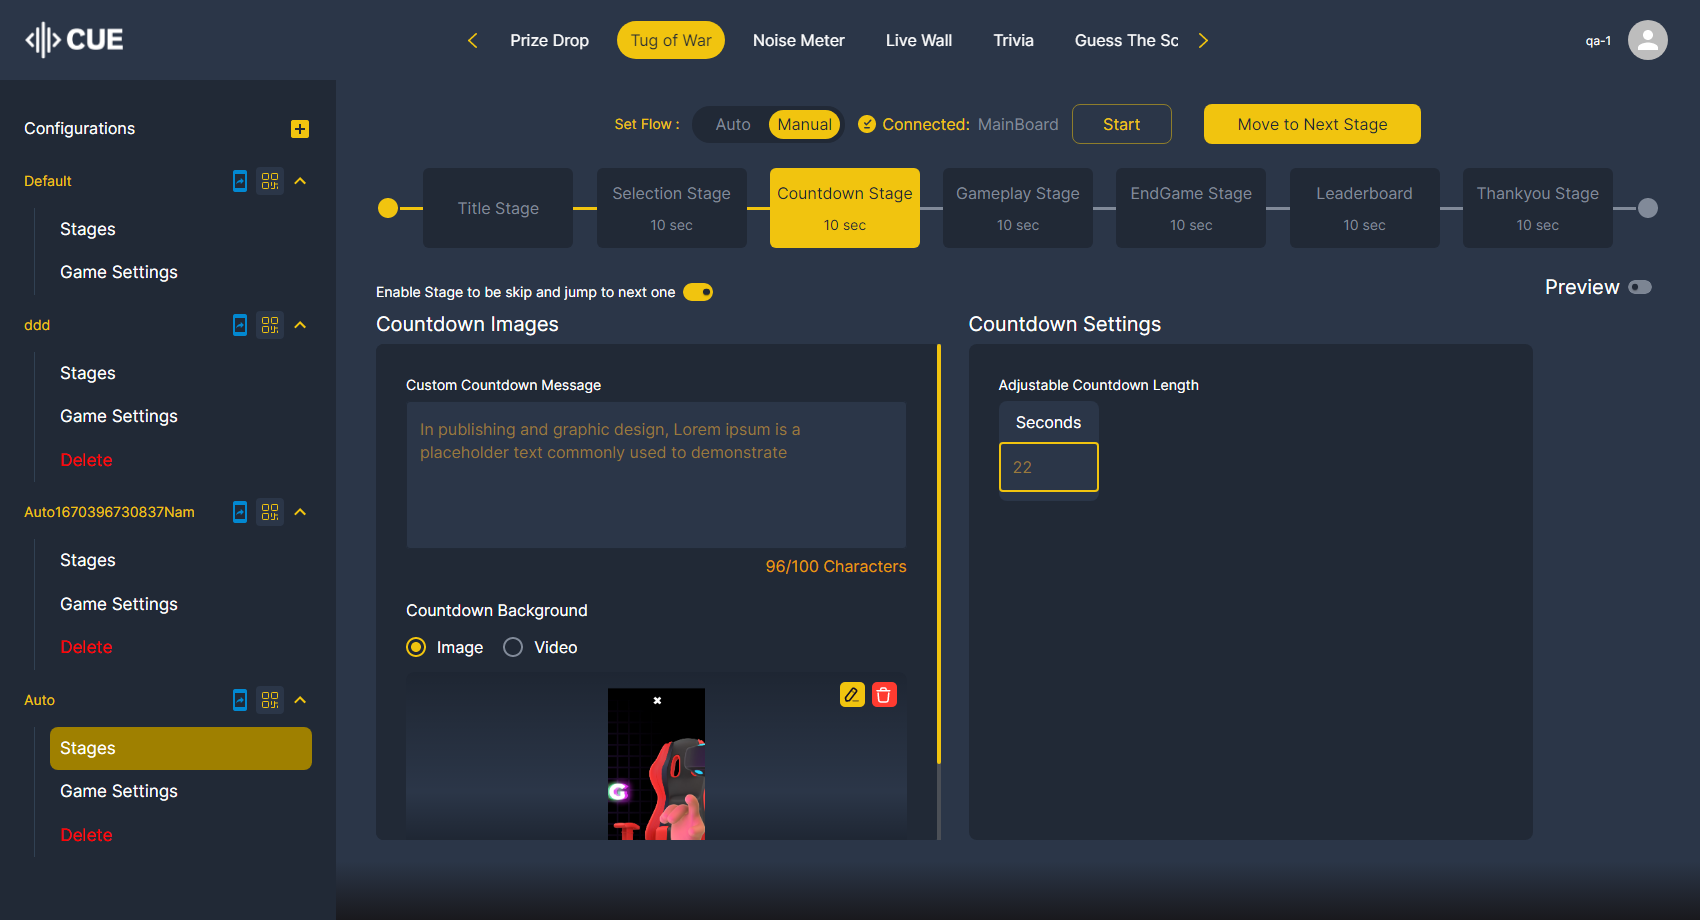 CUE
Prize Drop
Tug of War
Noise Meter
Live Wall
Trivia
Guess The Sc
qa-1
Configurations
Default
Stages
Game Settings
ddd
Stages
Game Settings
Delete
Auto1670396730837Nam
Stages
Game Settings
Delete
Auto
Stages
Game Settings
Delete
Set Flow :
Auto
Manual
Connected: MainBoard
Start
Move to Next Stage
Title Stage
Selection Stage
10 sec
Countdown Stage
10 sec
Gameplay Stage
10 sec
EndGame Stage
10 sec
Leaderboard
10 sec
Thankyou Stage
10 sec
Enable Stage to be skip and jump to next one
Preview
Countdown Images
Custom Countdown Message
In publishing and graphic design, Lorem ipsum is a
placeholder text commonly used to demonstrate
96/100 Characters
Countdown Background
Image
Video
G
Countdown Settings
Adjustable Countdown Length
Seconds
22